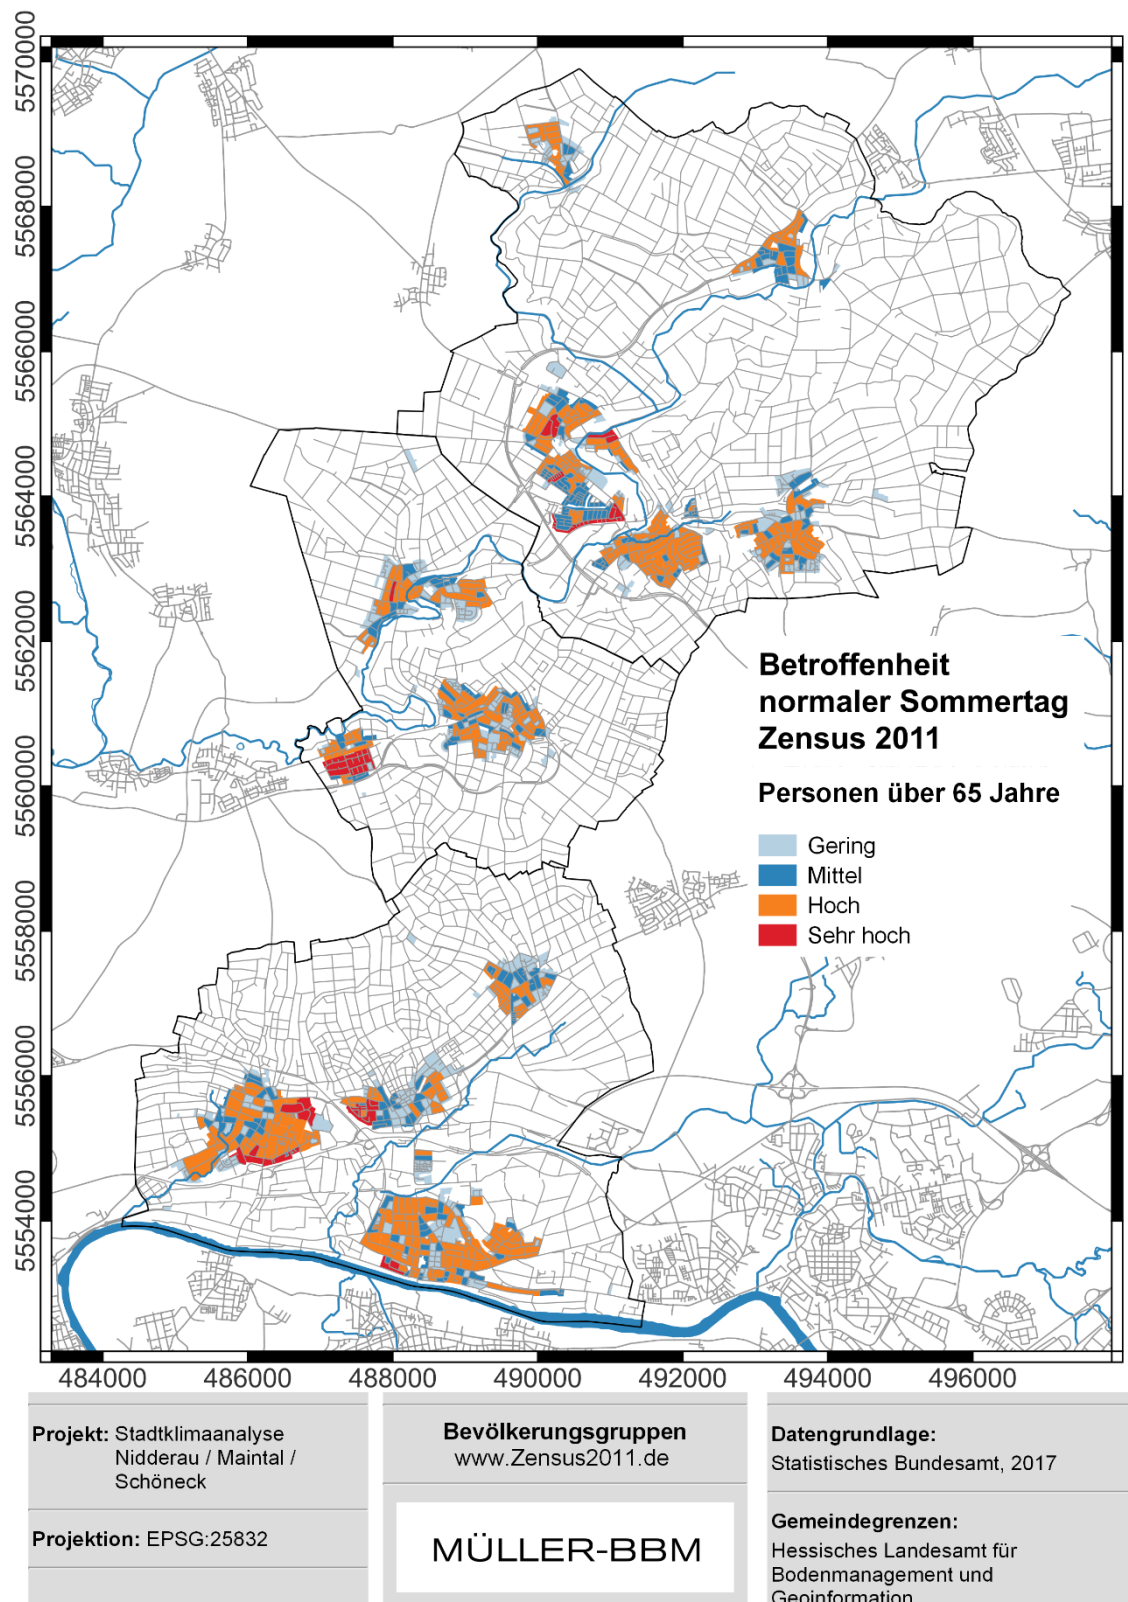 5570000
5568000
5566000
5564000
5562000
5560000
5558000
5556000
5554000
Betroffenheit
normaler Sommertag
Zensus 2011
Personen über 65 Jahre
Gering
Mittel
Hoch
Sehr hoch
484000 486000 488000 490000 492000 494000 496000
Projekt: Stadtklimaanalyse
Nidderau / Maintal /
Schöneck
Projektion: EPSG:25832
Bevölkerungsgruppen
www.Zensus2011.de
MÜLLER-BBM
Datengrundlage:
Statistisches Bundesamt, 2017
Gemeindegrenzen:
Hessisches Landesamt für
Bodenmanagement und
Geoinformation